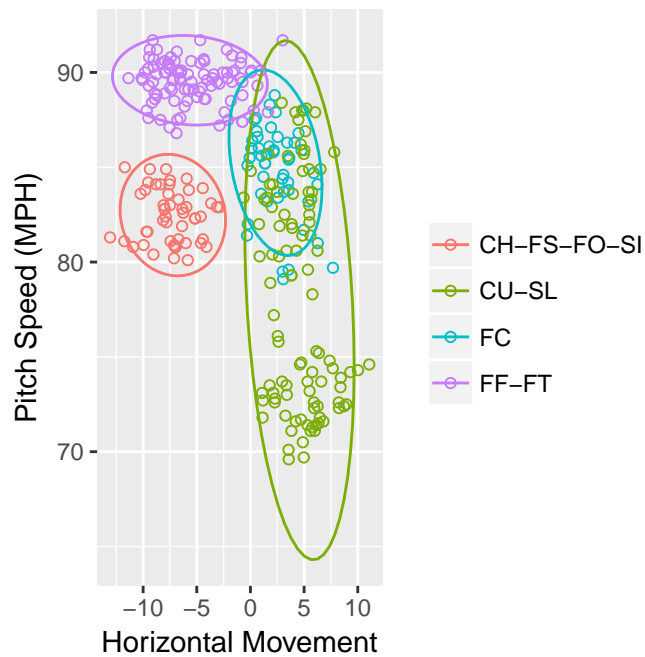 Pitch Speed (MPH)
90
80
70
−10
−5
0
5
10
Horizontal Movement
CH−FS−FO−SI
CU−SL
FC
FF−FT